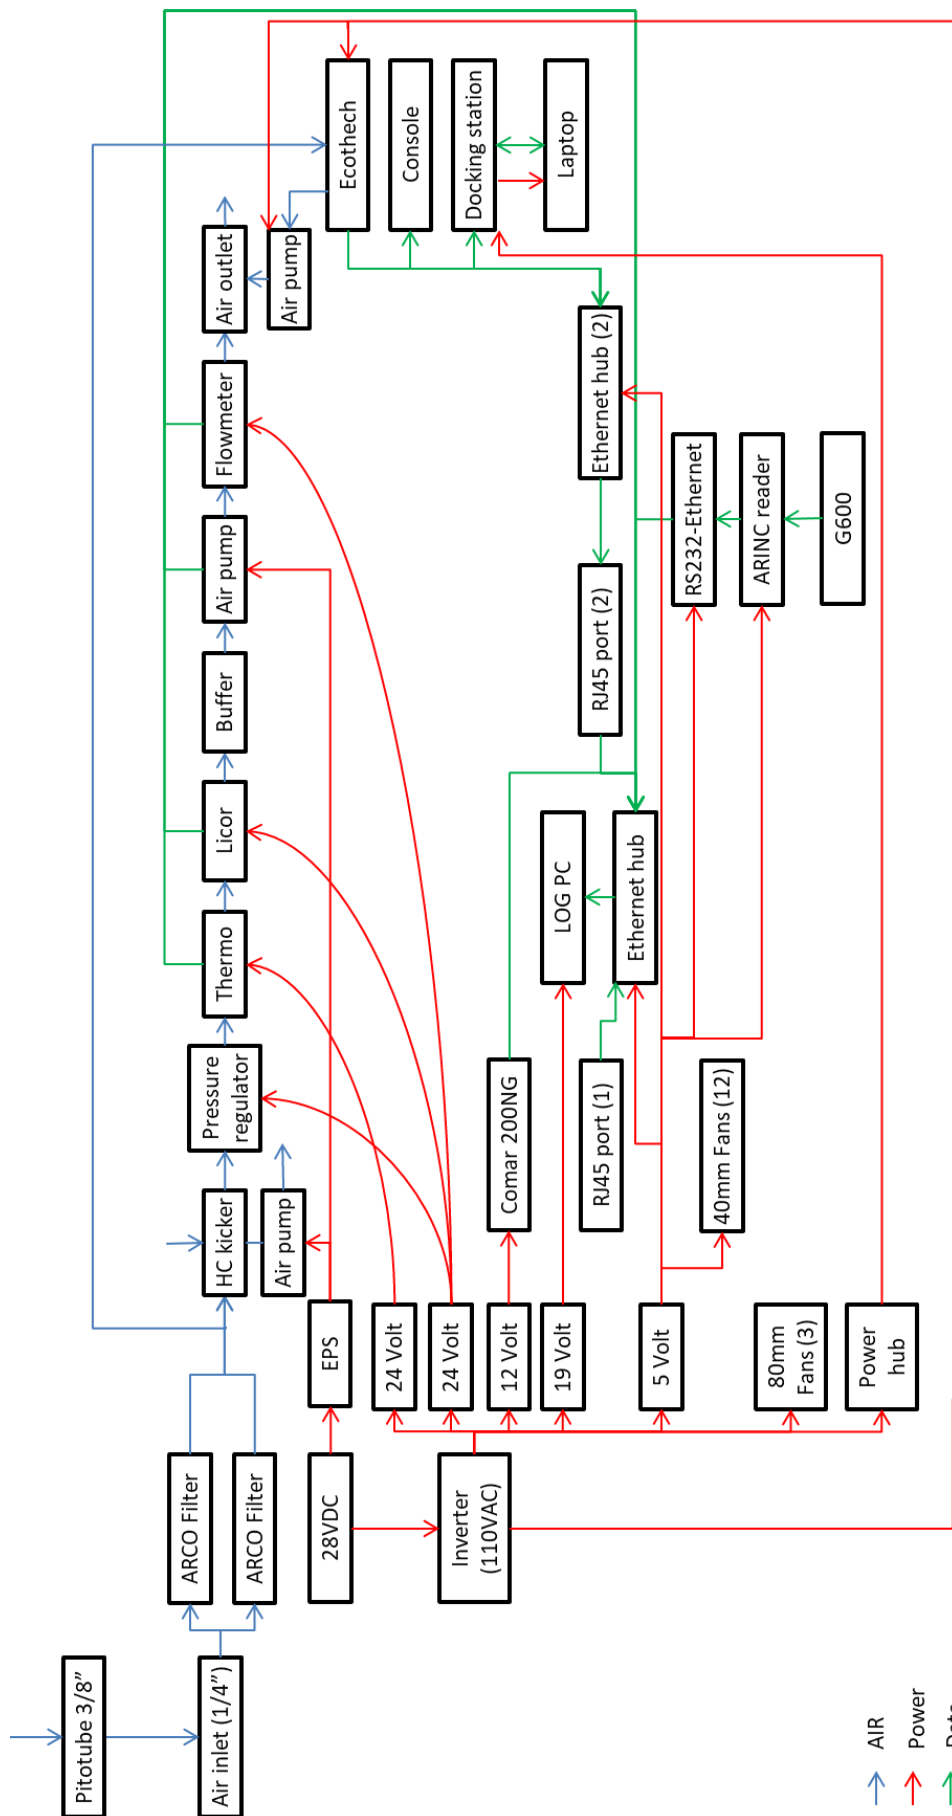 Pitotube 3/8”
Air inlet (1/4”)
ARCO Filter
ARCO Filter
HC kicker
Air pump
Pressure
regulator
Thermo
Licor
Buffer
Air pump
Flowmeter
Air outlet
Air pump
Ecothech
Console
Docking station
Laptop
28VDC
EPS
Inverter
(110VAC)
24 Volt
24 Volt
12 Volt
19 Volt
5 Volt
80mm
Fans (3)
Power
hub
Comar 200NG
LOG PC
RJ45 port (1)
Ethernet hub
RJ45 port (2)
Ethernet hub (2)
40mm Fans (12)
RS232-Ethernet
ARINC reader
G600
AIR
Power